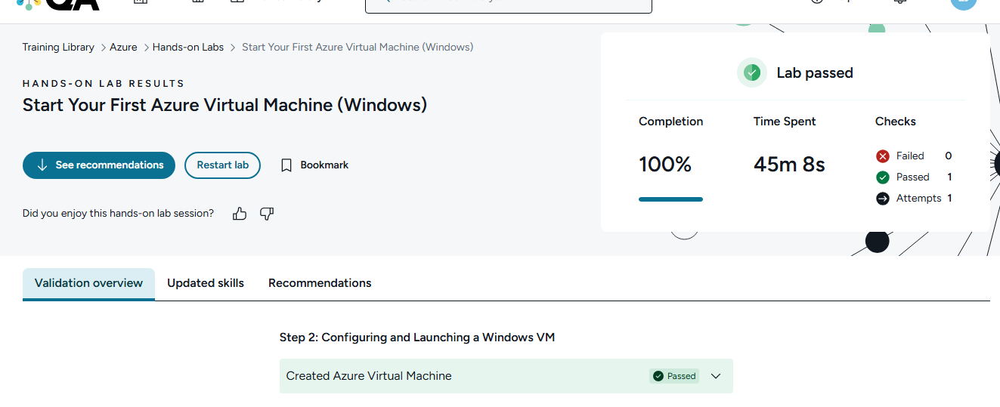 QA
Training Library > Azure > Hands-on Labs > Start Your First Azure Virtual Machine (Windows)
HANDS-ON LAB RESULTS
Start Your First Azure Virtual Machine (Windows)
See recommendations
Restart lab
Bookmark
Did you enjoy this hands-on lab session?
Lab passed
Completion
100%
Time Spent
45m 8s
Checks
Failed 0
Passed 1
Attempts 1
Validation overview
Updated skills
Recommendations
Step 2: Configuring and Launching a Windows VM
Created Azure Virtual Machine
Passed